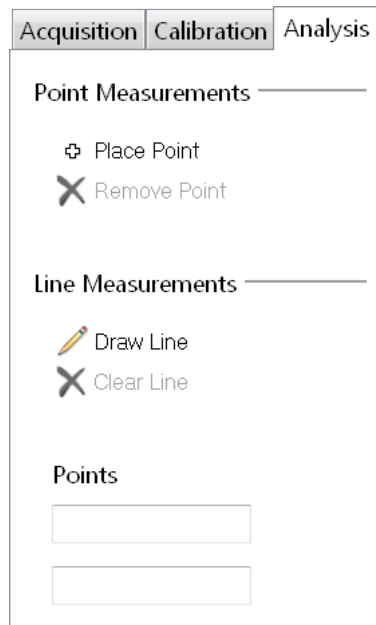 Acquisition Calibration Analysis
Point Measurements
Place Point
Remove Point
Line Measurements
Draw Line
Clear Line
Points